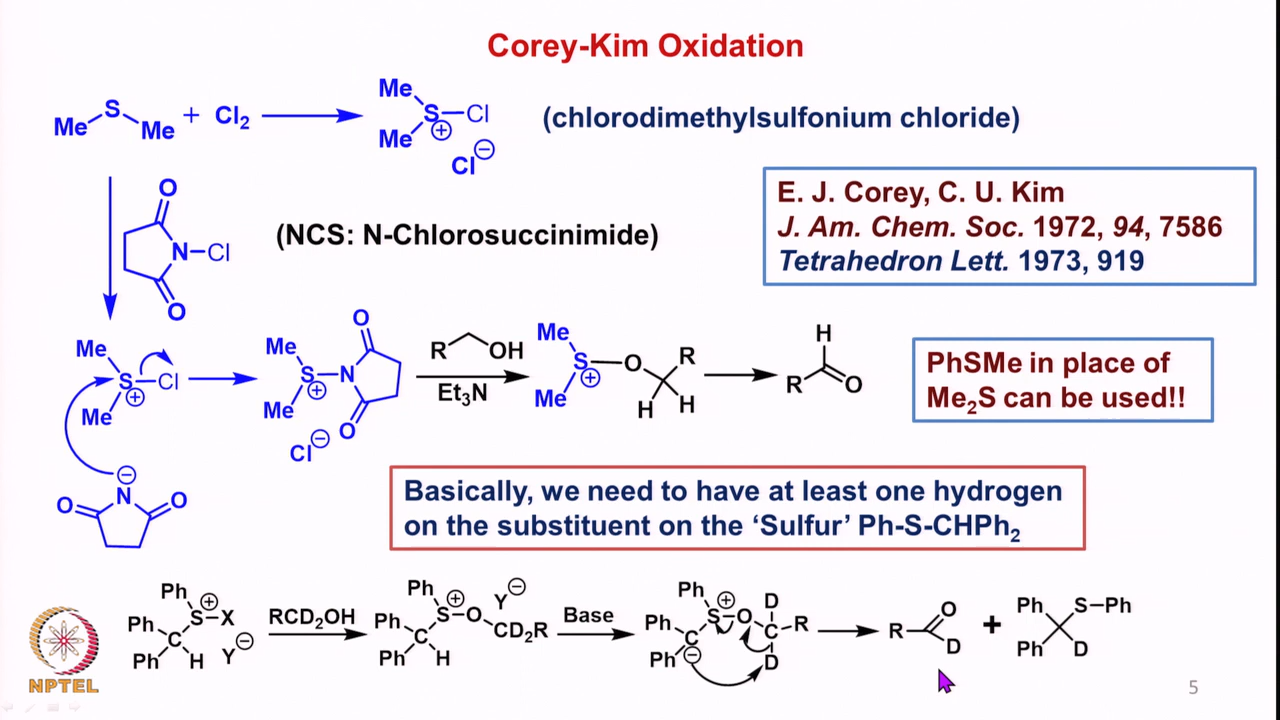 Corey-Kim Oxidation
Me S Me + Cl2
Me Me S ⊕ Cl Cl ⊖
(chlorodimethylsulfonium chloride)
O N Cl O
(NCS: N-Chlorosuccinimide)
E. J. Corey, C. U. Kim
J. Am. Chem. Soc. 1972, 94, 7586
Tetrahedron Lett. 1973, 919
Me S ⊕ Cl Me
⊖ N O O
Me S ⊕ N O O Me Cl ⊖
R OH
Et3N
Me S ⊕ O R Me H H
H R O
PhSMe in place of
Me2S can be used!!
Basically, we need to have at least one hydrogen
on the substituent on the ‘Sulfur’ Ph-S-CHPh2
Ph Ph Ph C H S ⊕ X Y ⊖
RCD2OH
Ph Ph Ph C H S ⊕ O CD2R Y ⊖
Base
Ph Ph Ph C ⊖ S ⊕ O C D D R
R O D
+
Ph S–Ph Ph D
NPTEL
5